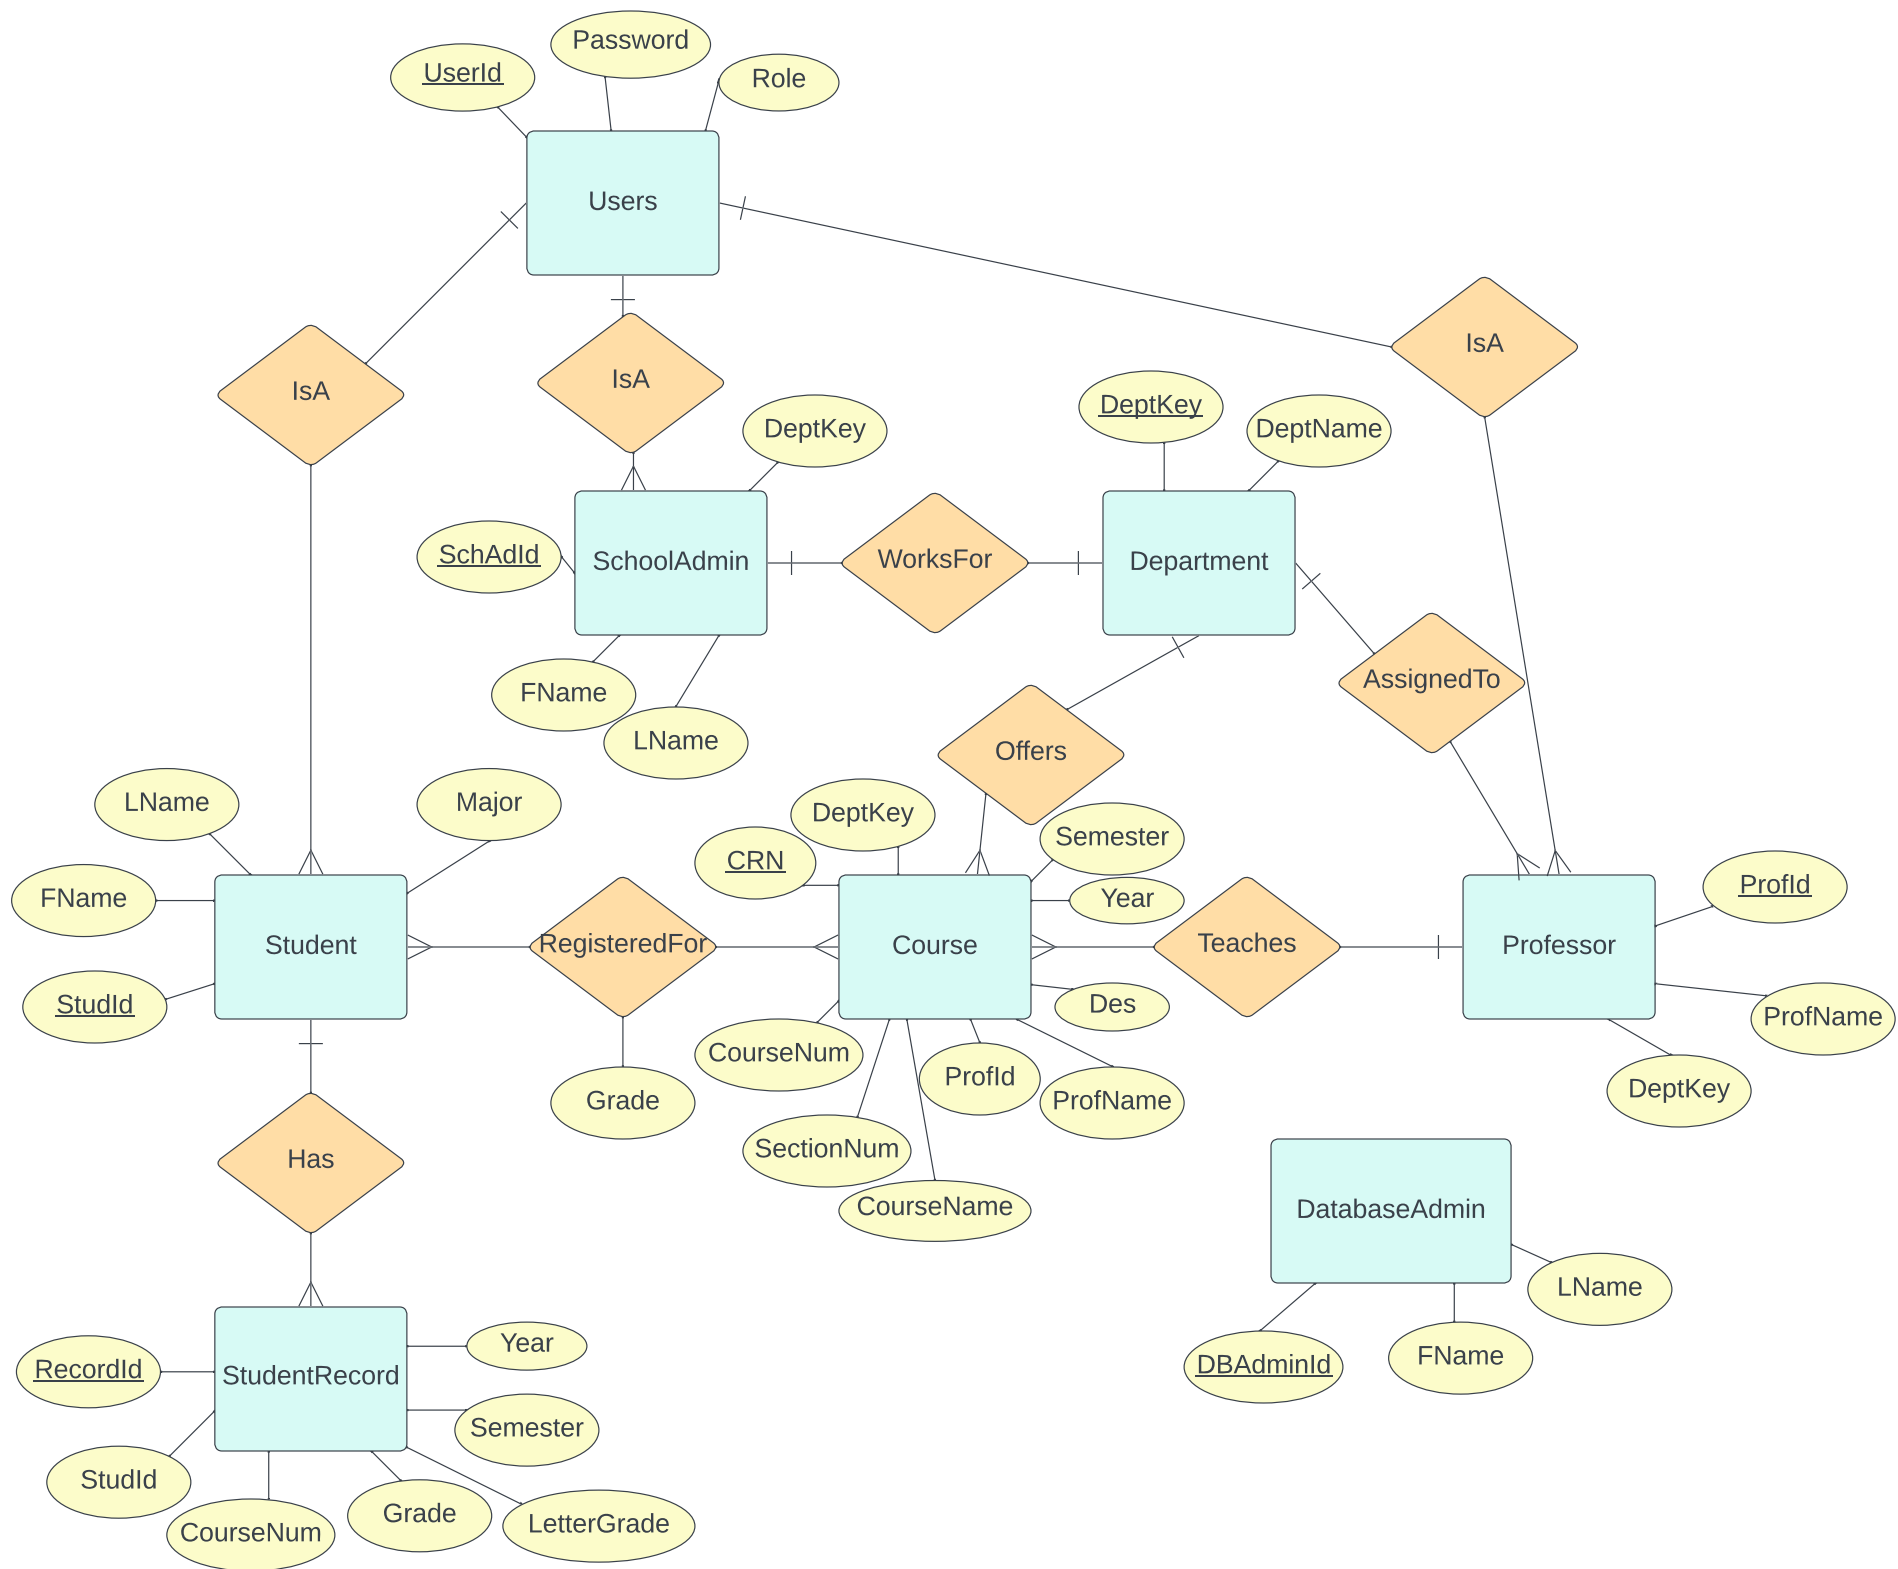 Password
UserId
Role
Users
IsA
IsA
IsA
DeptKey
DeptKey
DeptName
SchAdId
SchoolAdmin
WorksFor
Department
FName
LName
AssignedTo
Offers
LName
Major
DeptKey
Semester
CRN
FName
Year
ProfId
Student
RegisteredFor
Course
Teaches
Professor
StudId
Des
ProfName
CourseNum
ProfId
Grade
ProfName
DeptKey
Has
SectionNum
CourseName
DatabaseAdmin
LName
Year
RecordId
StudentRecord
DBAdminId
FName
Semester
StudId
Grade
LetterGrade
CourseNum